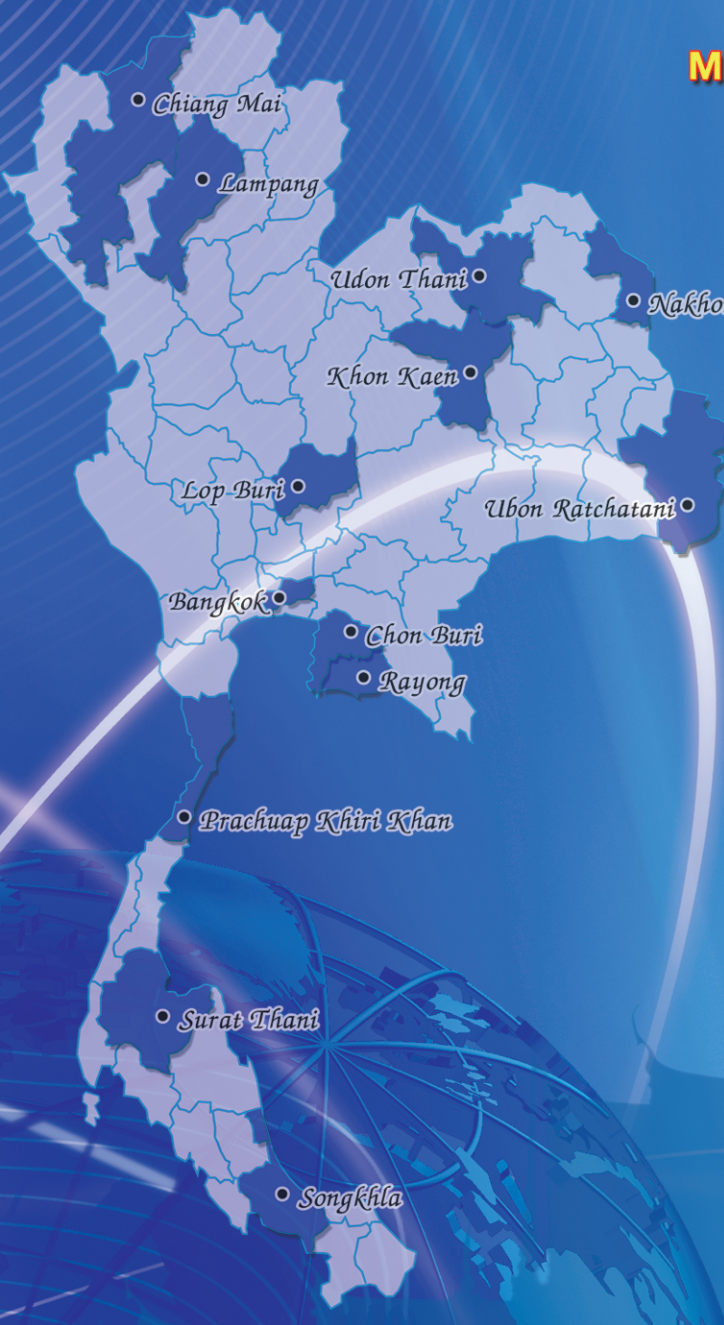 M
Chiang Mai
Lampang
Udon Thani
Nakho
Khon Kaen
Lop Buri
Ubon Ratchatani
Bangkok
Chon Buri
Rayong
Prachuap Khiri Khan
Surat Thani
Songkhla